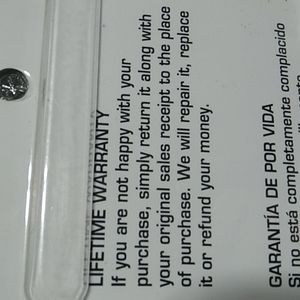 LIFETIME WARRANTY
If you are not happy with your
purchase, simply return it along with
your original sales receipt to the place
of purchase. We will repair it, replace
it or refund your money.
GARANTÍA DE POR VIDA
Si no está completamente complacido